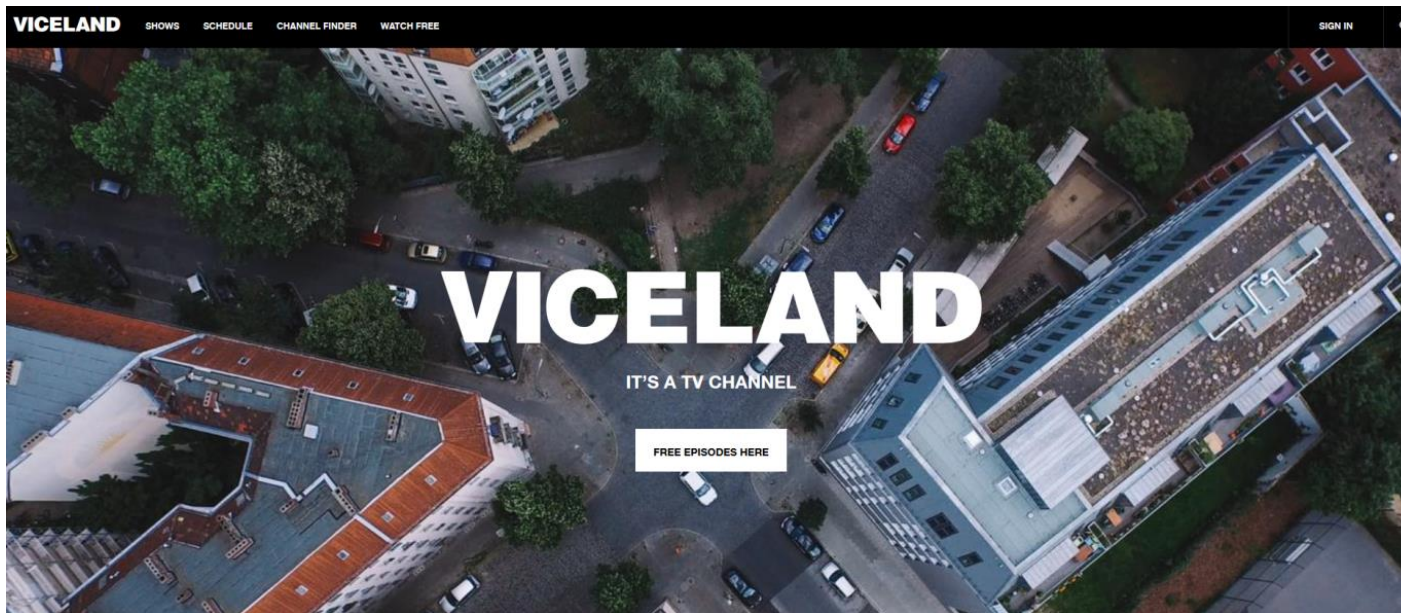 VICELAND SHOWS SCHEDULE CHANNEL FINDER WATCH FREE SIGN IN
VICELAND
IT'S A TV CHANNEL
FREE EPISODES HERE